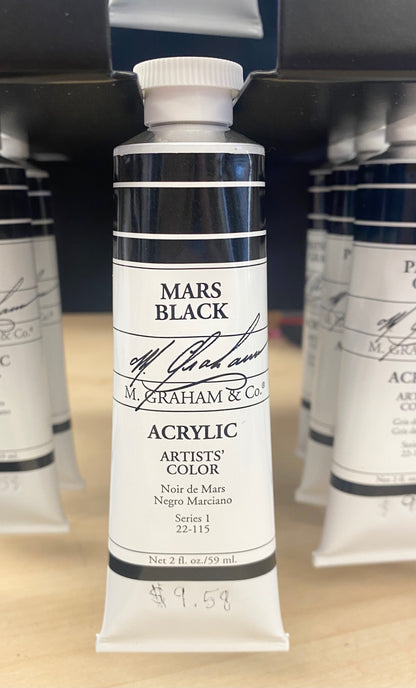 MARS
BLACK
M. Graham
M. GRAHAM & Co.®
ACRYLIC
ARTISTS'
COLOR
Noir de Mars
Negro Marciano
Series 1
22-115
Net 2 fl. oz./59 ml.
$ 9.58